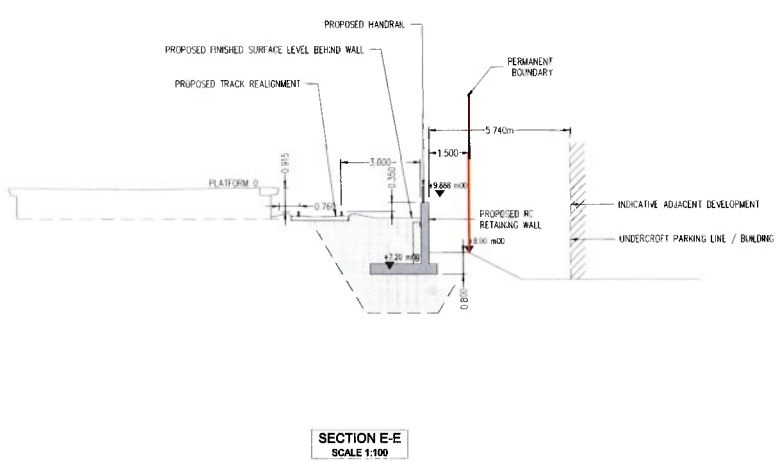 PROPOSED HANDRAIL
PROPOSED FINISHED SURFACE LEVEL BEHIND WALL
PROPOSED TRACK REALIGNMENT
PERMANENT
BOUNDARY
5.740m
1.500
3.000
0.350
0.915
PLATFORM 0
0.760
+9.888 mOD
PROPOSED RC
RETAINING WALL
+8.00 mOD
+7.20 mOD
0.800
INDICATIVE ADJACENT DEVELOPMENT
UNDERCROFT PARKING LINE / BUILDING
SECTION E-E
SCALE 1:100